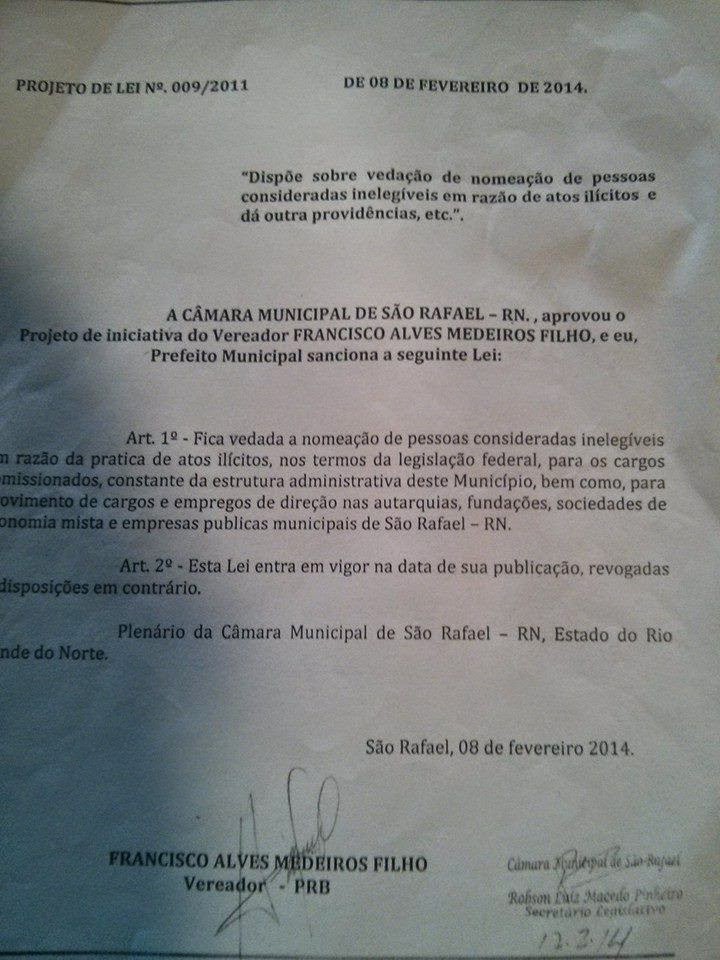 PROJETO DE LEI Nº. 009/2011 DE 08 DE FEVEREIRO DE 2014.
“Dispõe sobre vedação de nomeação de pessoas
consideradas inelegíveis em razão de atos ilícitos e
dá outra providências, etc.”.
A CÂMARA MUNICIPAL DE SÃO RAFAEL – RN. , aprovou o
Projeto de iniciativa do Vereador FRANCISCO ALVES MEDEIROS FILHO, e eu,
Prefeito Municipal sanciona a seguinte Lei:
Art. 1º - Fica vedada a nomeação de pessoas consideradas inelegíveis
m razão da pratica de atos ilícitos, nos termos da legislação federal, para os cargos
missionados, constante da estrutura administrativa deste Município, bem como, para
ovimento de cargos e empregos de direção nas autarquias, fundações, sociedades de
onomia mista e empresas publicas municipais de São Rafael – RN.
Art. 2º - Esta Lei entra em vigor na data de sua publicação, revogadas
disposições em contrário.
Plenário da Câmara Municipal de São Rafael – RN, Estado do Rio
nde do Norte.
São Rafael, 08 de fevereiro 2014.
FRANCISCO ALVES MEDEIROS FILHO
Vereador - PRB
Câmara Municipal de São Rafael
Robson Luiz Macedo Pinheiro
Secretário Legislativo
12.2.14